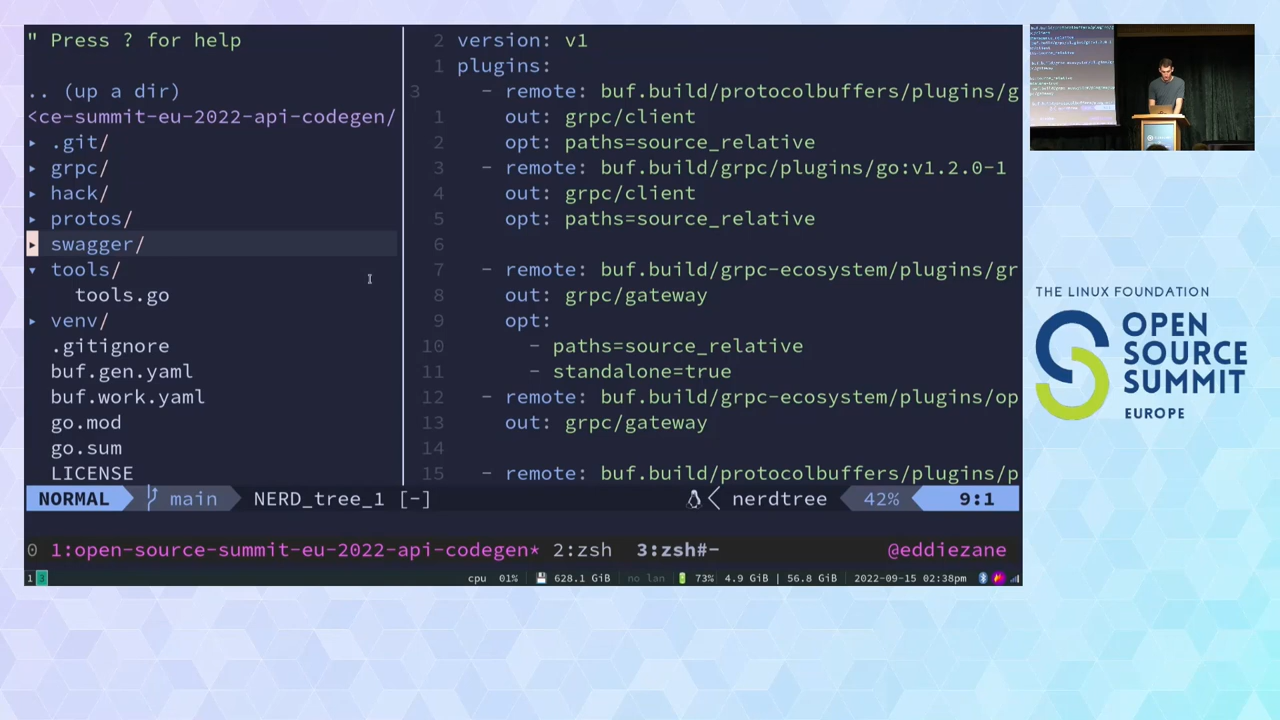 " Press ? for help
.. (up a dir)
<ce-summit-eu-2022-api-codegen/
▸ .git/
▸ grpc/
▸ hack/
▸ protos/
▸ swagger/
▾ tools/
tools.go
▸ venv/
.gitignore
buf.gen.yaml
buf.work.yaml
go.mod
go.sum
LICENSE
2 version: v1
1 plugins:
3 - remote: buf.build/protocolbuffers/plugins/g
1 out: grpc/client
2 opt: paths=source_relative
3 - remote: buf.build/grpc/plugins/go:v1.2.0-1
4 out: grpc/client
5 opt: paths=source_relative
6
7 - remote: buf.build/grpc-ecosystem/plugins/gr
8 out: grpc/gateway
9 opt:
10 - paths=source_relative
11 - standalone=true
12 - remote: buf.build/grpc-ecosystem/plugins/op
13 out: grpc/gateway
14
15 - remote: buf.build/protocolbuffers/plugins/p
NORMAL main NERD_tree_1 [-] nerdtree 42% 9:1
0 1:open-source-summit-eu-2022-api-codegen* 2:zsh 3:zsh#- @eddiezane
1 3 cpu 01% 628.1 GiB no lan 73% 4.9 GiB | 56.8 GiB 2022-09-15 02:38pm
THE LINUX FOUNDATION
OPEN
SOURCE
SUMMIT
EUROPE